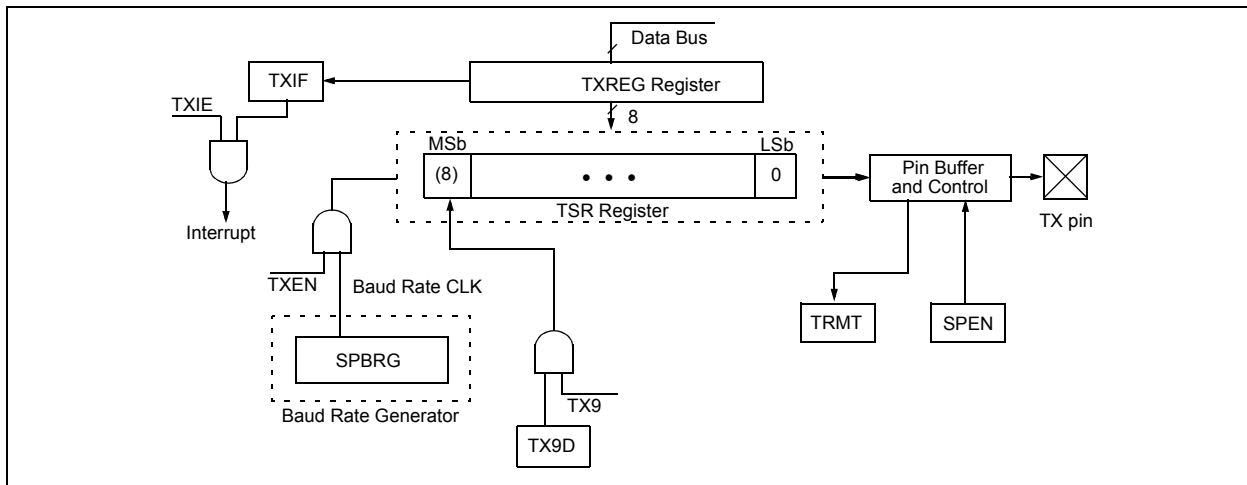 Data Bus
TXIF
TXREG Register
TXIE
8
MSb
LSb
(8)
• • •
0
Pin Buffer
and Control
TSR Register
Interrupt
TX pin
TXEN
Baud Rate CLK
TRMT
SPEN
SPBRG
TX9
Baud Rate Generator
TX9D